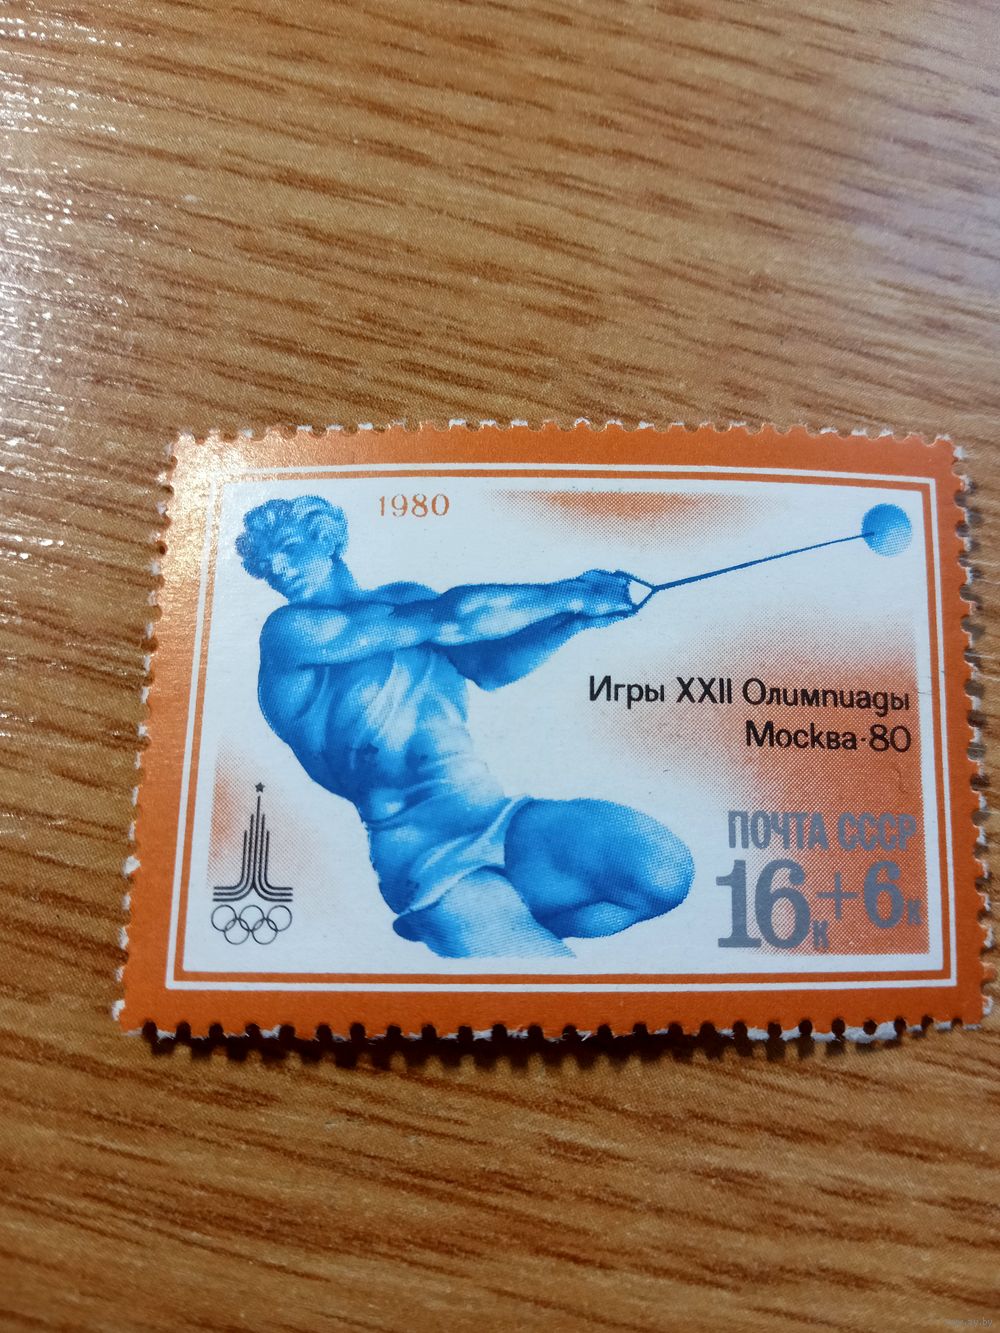 1980
Игры XXII Олимпиады
Москва·80
ПОЧТА СССР
16к+6к